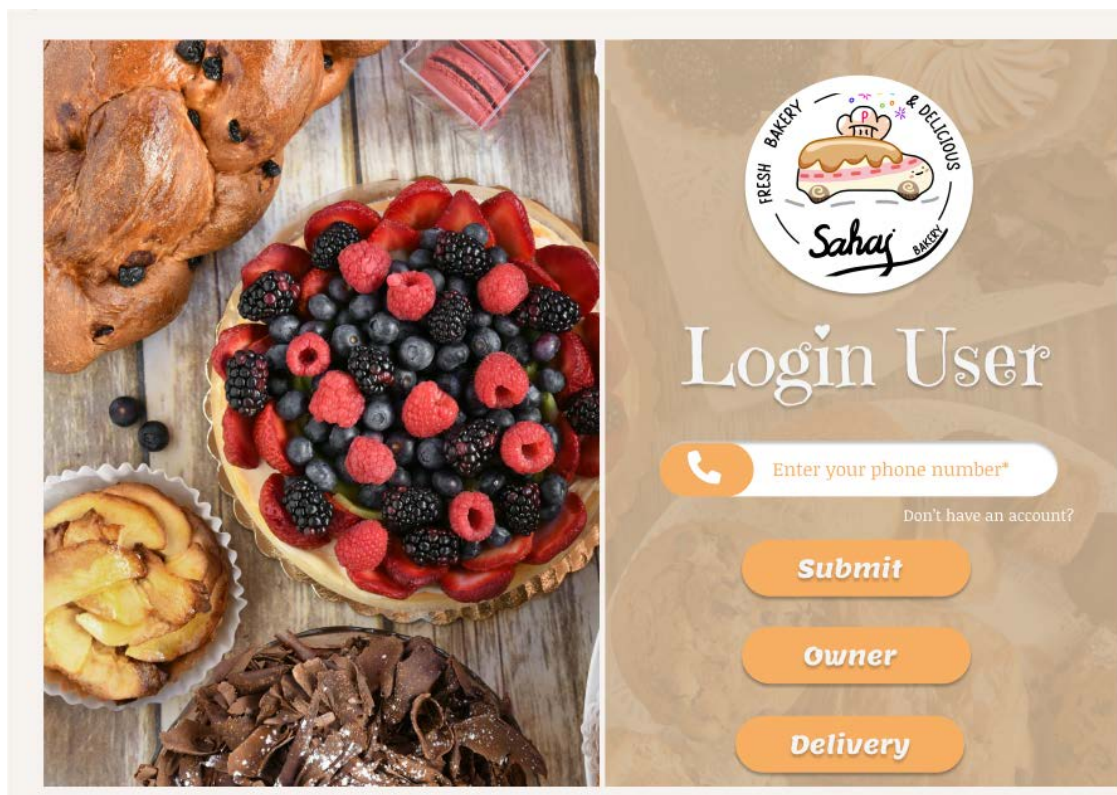 FRESH BAKERY & DELICIOUS
P
Sahaj
BAKERY
Login User
Enter your phone number*
Don't have an account?
Submit
Owner
Delivery